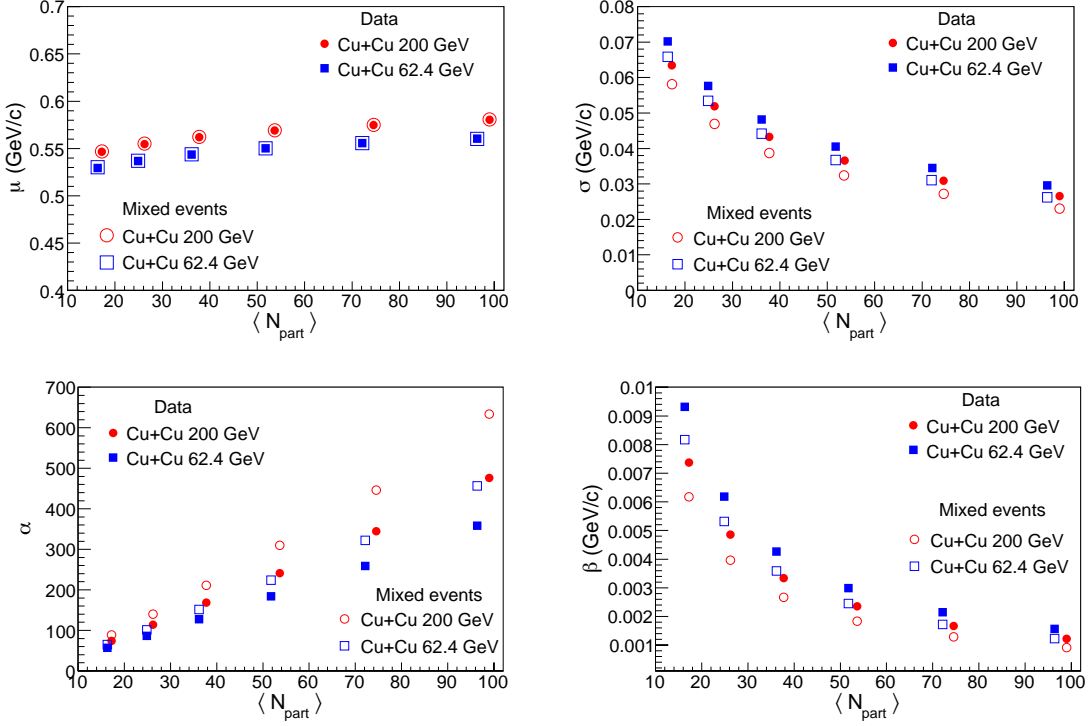 μ (GeV/c)
0.7
0.65
0.6
0.55
0.5
0.45
0.4
Data
Cu+Cu 200 GeV
Cu+Cu 62.4 GeV
Mixed events
Cu+Cu 200 GeV
Cu+Cu 62.4 GeV
10 20 30 40 50 60 70 80 90 100
⟨ N_part ⟩
σ (GeV/c)
0.08
0.07
0.06
0.05
0.04
0.03
0.02
0.01
0
Data
Cu+Cu 200 GeV
Cu+Cu 62.4 GeV
Mixed events
Cu+Cu 200 GeV
Cu+Cu 62.4 GeV
10 20 30 40 50 60 70 80 90 100
⟨ N_part ⟩
α
700
600
500
400
300
200
100
0
Data
Cu+Cu 200 GeV
Cu+Cu 62.4 GeV
Mixed events
Cu+Cu 200 GeV
Cu+Cu 62.4 GeV
10 20 30 40 50 60 70 80 90 100
⟨ N_part ⟩
β (GeV/c)
0.01
0.009
0.008
0.007
0.006
0.005
0.004
0.003
0.002
0.001
Data
Cu+Cu 200 GeV
Cu+Cu 62.4 GeV
Mixed events
Cu+Cu 200 GeV
Cu+Cu 62.4 GeV
10 20 30 40 50 60 70 80 90 100
⟨ N_part ⟩